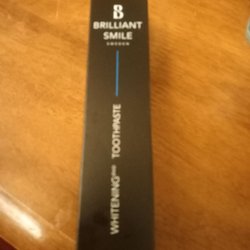 B
BRILLIANT
SMILE
SWEDEN
WHITENING TOOTHPASTE